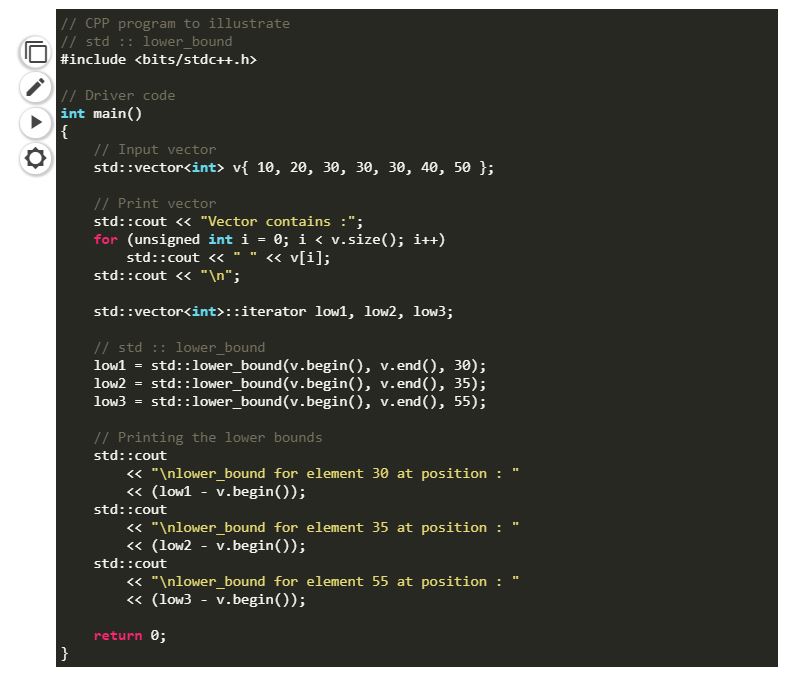 // CPP program to illustrate
// std :: lower_bound
#include <bits/stdc++.h>
// Driver code
int main()
{
// Input vector
std::vector<int> v{ 10, 20, 30, 30, 30, 40, 50 };
// Print vector
std::cout << "Vector contains :";
for (unsigned int i = 0; i < v.size(); i++)
std::cout << " " << v[i];
std::cout << "\n";
std::vector<int>::iterator low1, low2, low3;
// std :: lower_bound
low1 = std::lower_bound(v.begin(), v.end(), 30);
low2 = std::lower_bound(v.begin(), v.end(), 35);
low3 = std::lower_bound(v.begin(), v.end(), 55);
// Printing the lower bounds
std::cout
<< "\nlower_bound for element 30 at position : "
<< (low1 - v.begin());
std::cout
<< "\nlower_bound for element 35 at position : "
<< (low2 - v.begin());
std::cout
<< "\nlower_bound for element 55 at position : "
<< (low3 - v.begin());
return 0;
}